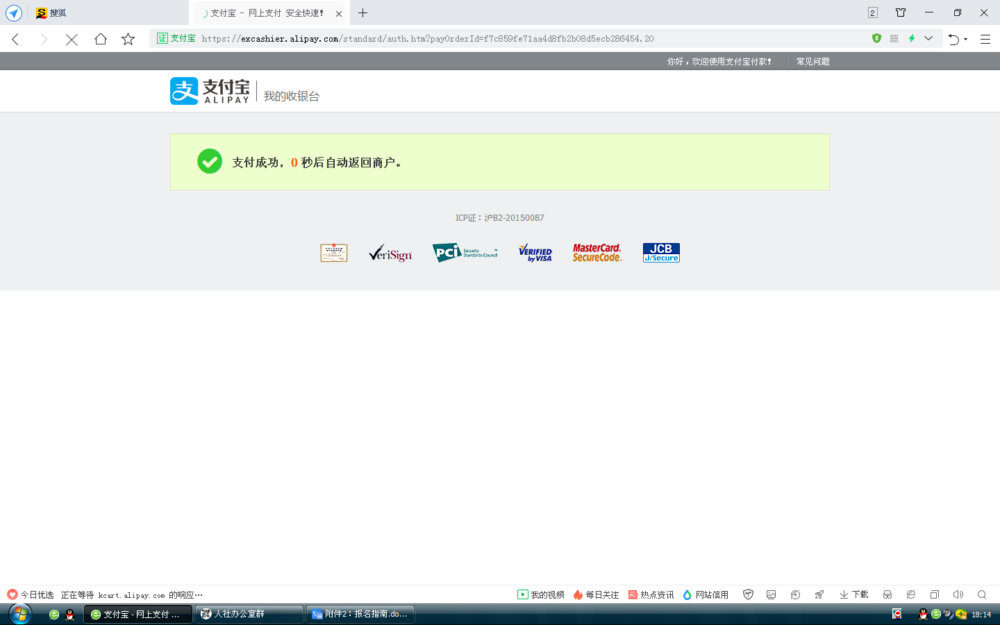 搜狐
支付宝 - 网上支付 安全快速!
2
证 支付宝 https://excashier.alipay.com/standard/auth.htm?payOrderId=f7c859fe71aa4d8fb2b08d5ecb286454.20
你好，欢迎使用支付宝付款!
常见问题
支 支付宝 ALIPAY 我的收银台
支付成功，0 秒后自动返回商户。
ICP证：沪B2-20150087
VeriSign
PCi Security Standards Council
VERIFIED by VISA
MasterCard. SecureCode.
JCB J/Secure
今日优选 正在等待 kcart.alipay.com 的响应…
我的视频 每日关注 热点资讯 网站信用 下载
支付宝 - 网上支付 ...
人社办公室群
附件2：报名指南.do...
18:14